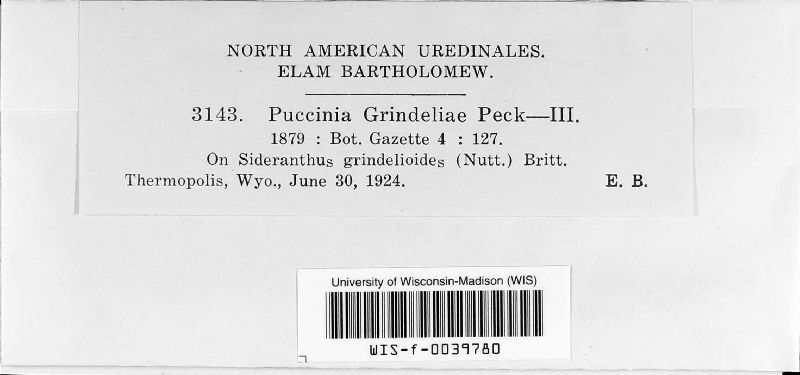 NORTH AMERICAN UREDINALES.
ELAM BARTHOLOMEW.
3143. Puccinia Grindeliae Peck—III.
1879 : Bot. Gazette 4 : 127.
On Sideranthus grindelioides (Nutt.) Britt.
Thermopolis, Wyo., June 30, 1924. E. B.
University of Wisconsin-Madison (WIS)
WIS-f-0039780